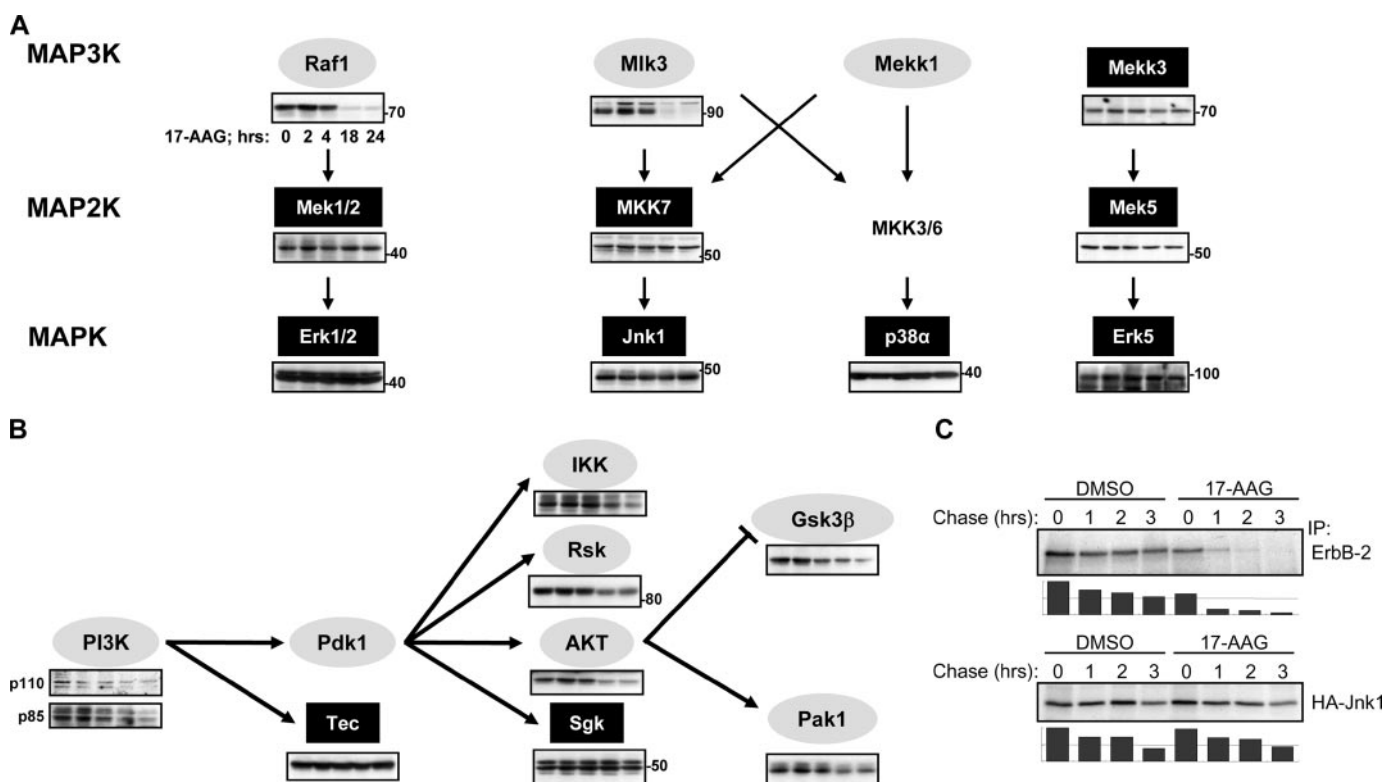 A
MAP3K
Raf1
Mlk3
Mekk1
Mekk3
-70
-90
-70
17-AAG; hrs: 0 2 4 18 24
MAP2K
Mek1/2
MKK7
MKK3/6
Mek5
-40
-50
-50
MAPK
Erk1/2
Jnk1
p38α
Erk5
-40
-50
-40
-100
B
IKK
Rsk
-80
PI3K
Pdk1
AKT
p110
p85
Tec
Sgk
-50
Gsk3β
Pak1
C
DMSO 17-AAG
Chase (hrs): 0 1 2 3 0 1 2 3
IP:
ErbB-2
DMSO 17-AAG
Chase (hrs): 0 1 2 3 0 1 2 3
HA-Jnk1